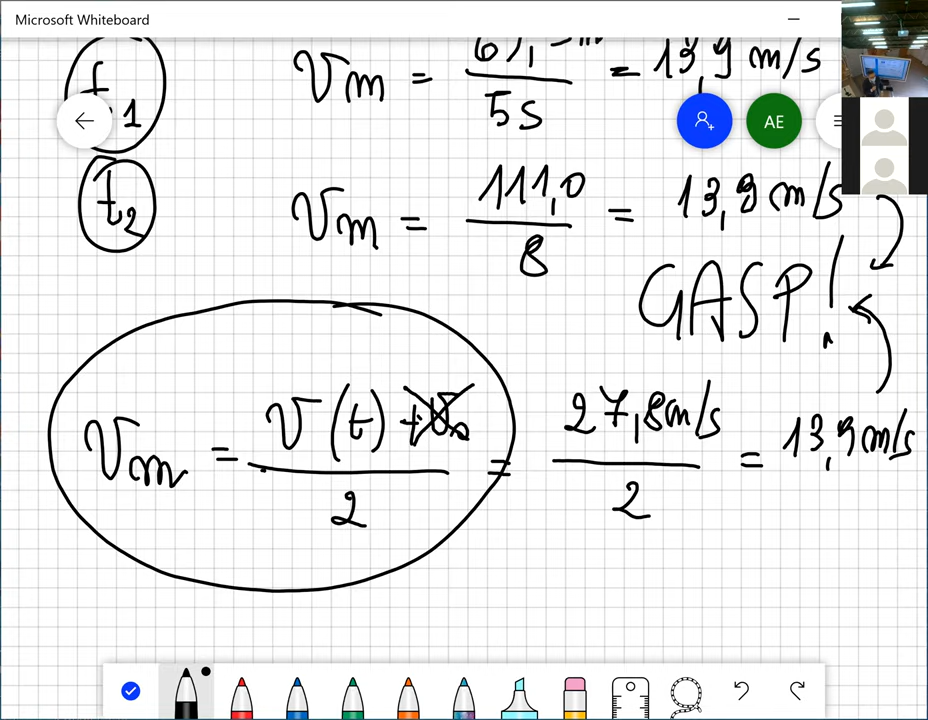 Microsoft Whiteboard
t1 Vm = 5s = 13,9 m/s
AE
t2 Vm = 111,0 / 8 = 13,9 m/s
GASP!
Vm = V(t) + V0 / 2 = 27,8 m/s / 2 = 13,9 m/s